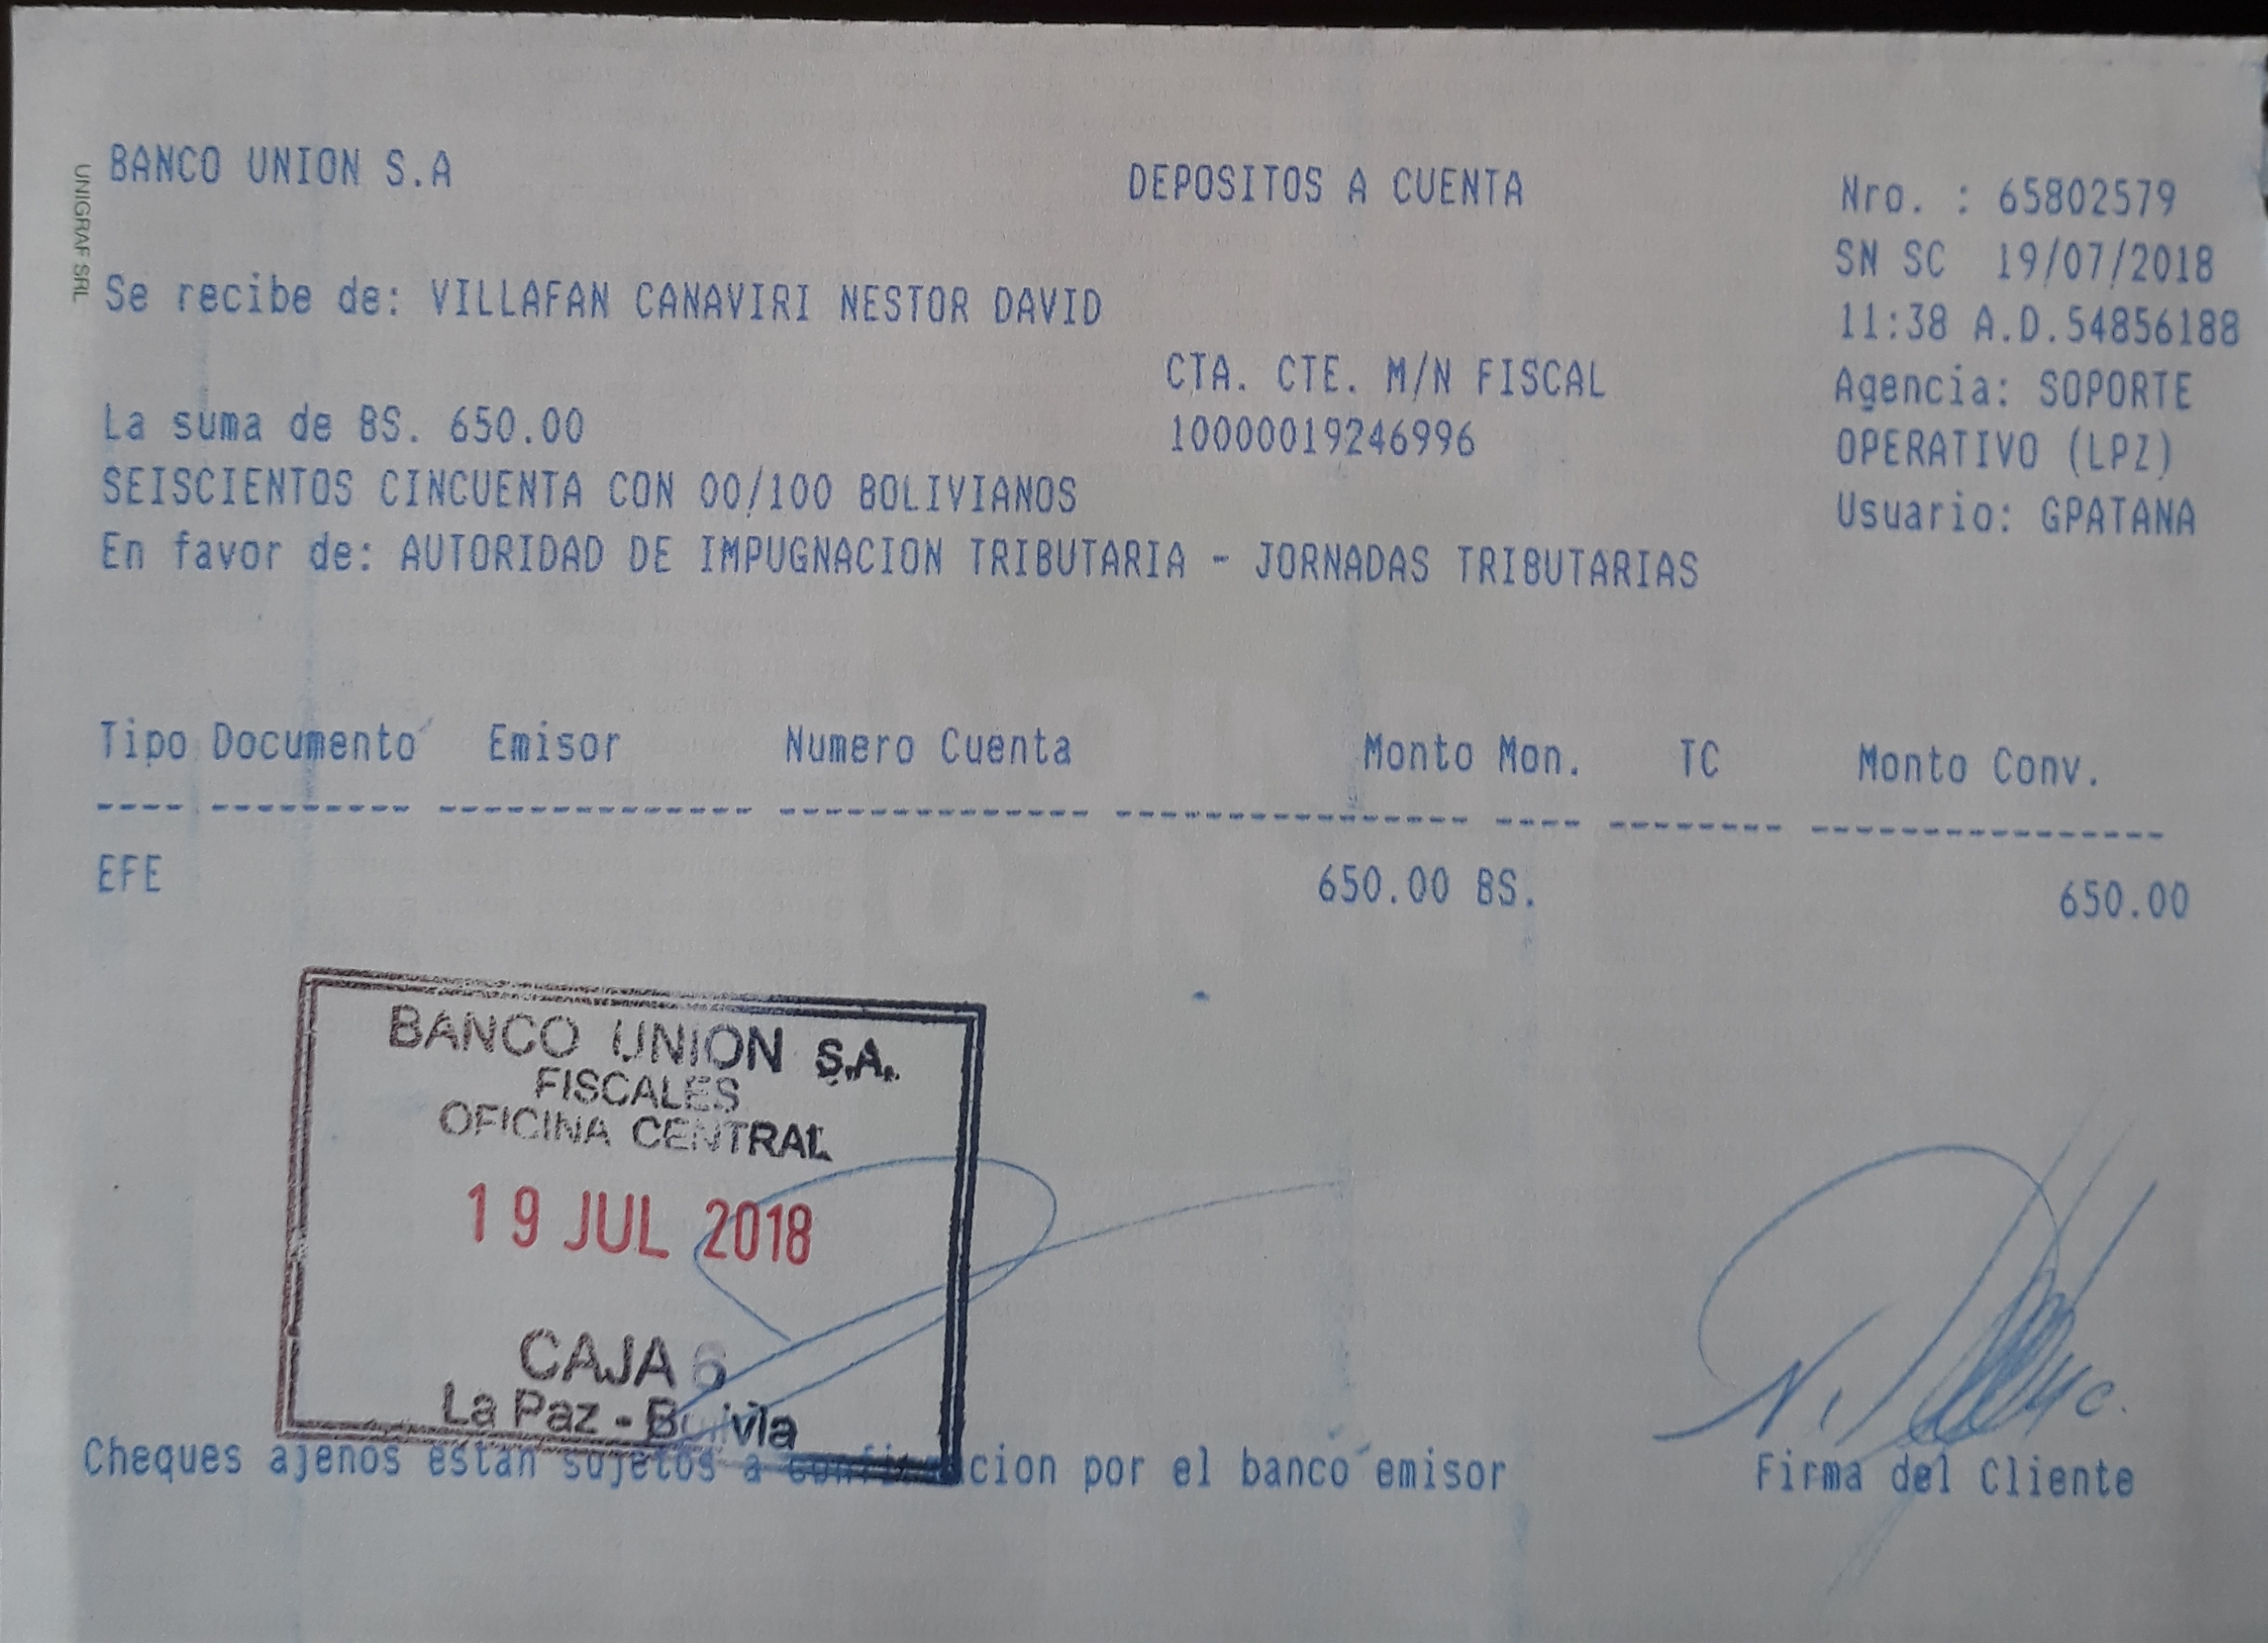 BANCO UNION S.A
DEPOSITOS A CUENTA
Nro. : 65802579
SN SC 19/07/2018
11:38 A.D.54856188
Agencia: SOPORTE
OPERATIVO (LPZ)
Usuario: GPATANA
UNIGRAF SRL
Se recibe de: VILLAFAN CANAVIRI NESTOR DAVID
CTA. CTE. M/N FISCAL
10000019246996
La suma de BS. 650.00
SEISCIENTOS CINCUENTA CON 00/100 BOLIVIANOS
En favor de: AUTORIDAD DE IMPUGNACION TRIBUTARIA - JORNADAS TRIBUTARIAS
Tipo Documento Emisor Numero Cuenta Monto Mon. TC Monto Conv.
EFE 650.00 BS. 650.00
BANCO UNION S.A.
FISCALES
OFICINA CENTRAL
19 JUL 2018
CAJA 6
La Paz - Bolivia
Cheques ajenos estan sujetos a confirmacion por el banco emisor
Firma del Cliente